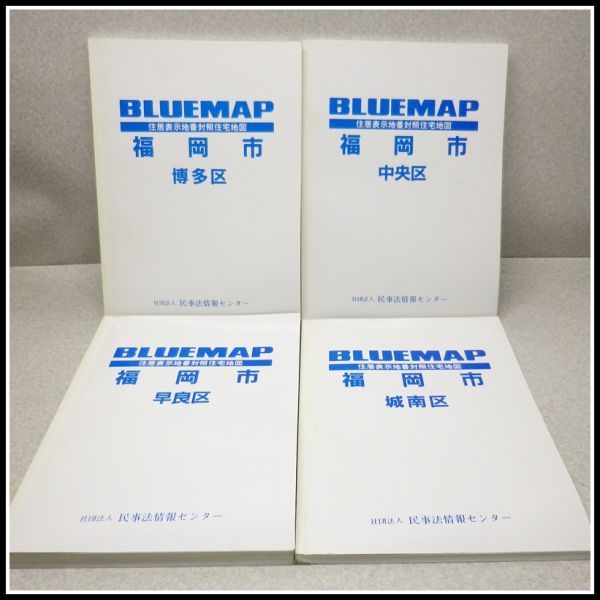 BLUEMAP
住居表示地番対照住宅地図
福岡市
博多区
社団法人 民事法情報センター
BLUEMAP
住居表示地番対照住宅地図
福岡市
中央区
社団法人 民事法情報センター
BLUEMAP
住居表示地番対照住宅地図
福岡市
早良区
社団法人 民事法情報センター
BLUEMAP
住居表示地番対照住宅地図
福岡市
城南区
社団法人 民事法情報センター